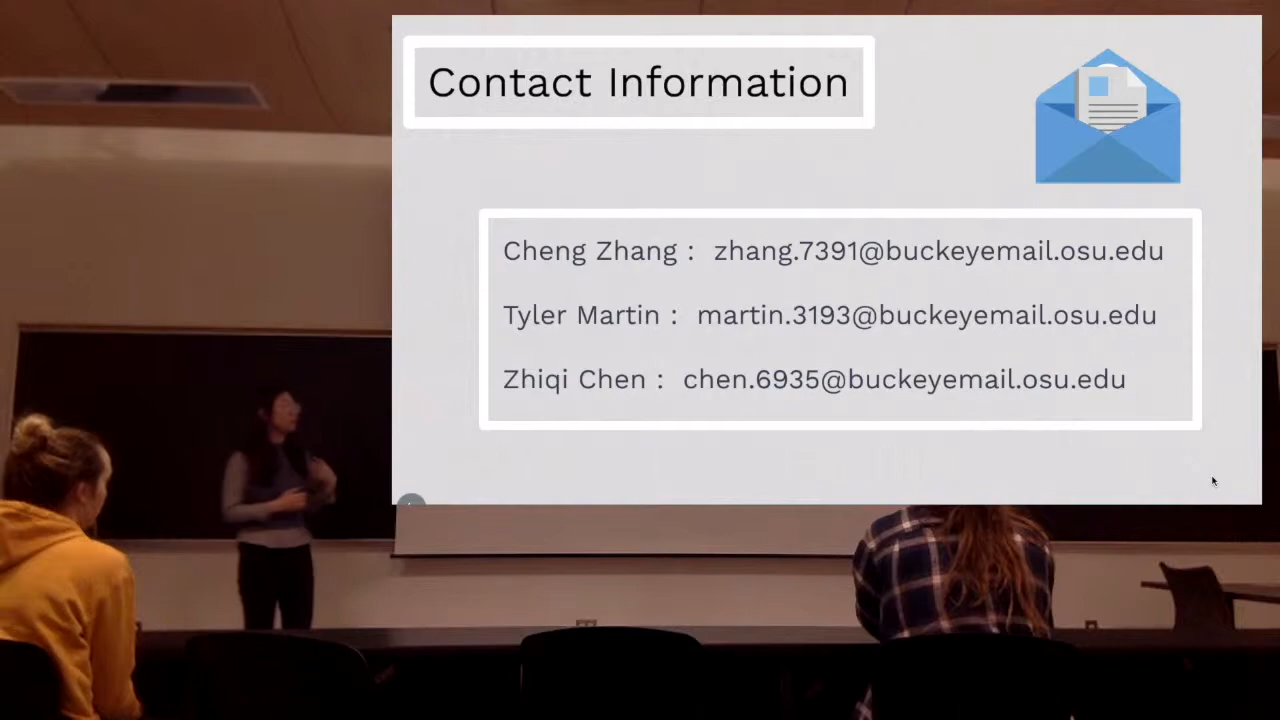 Contact Information
Cheng Zhang : zhang.7391@buckeyemail.osu.edu
Tyler Martin : martin.3193@buckeyemail.osu.edu
Zhiqi Chen : chen.6935@buckeyemail.osu.edu